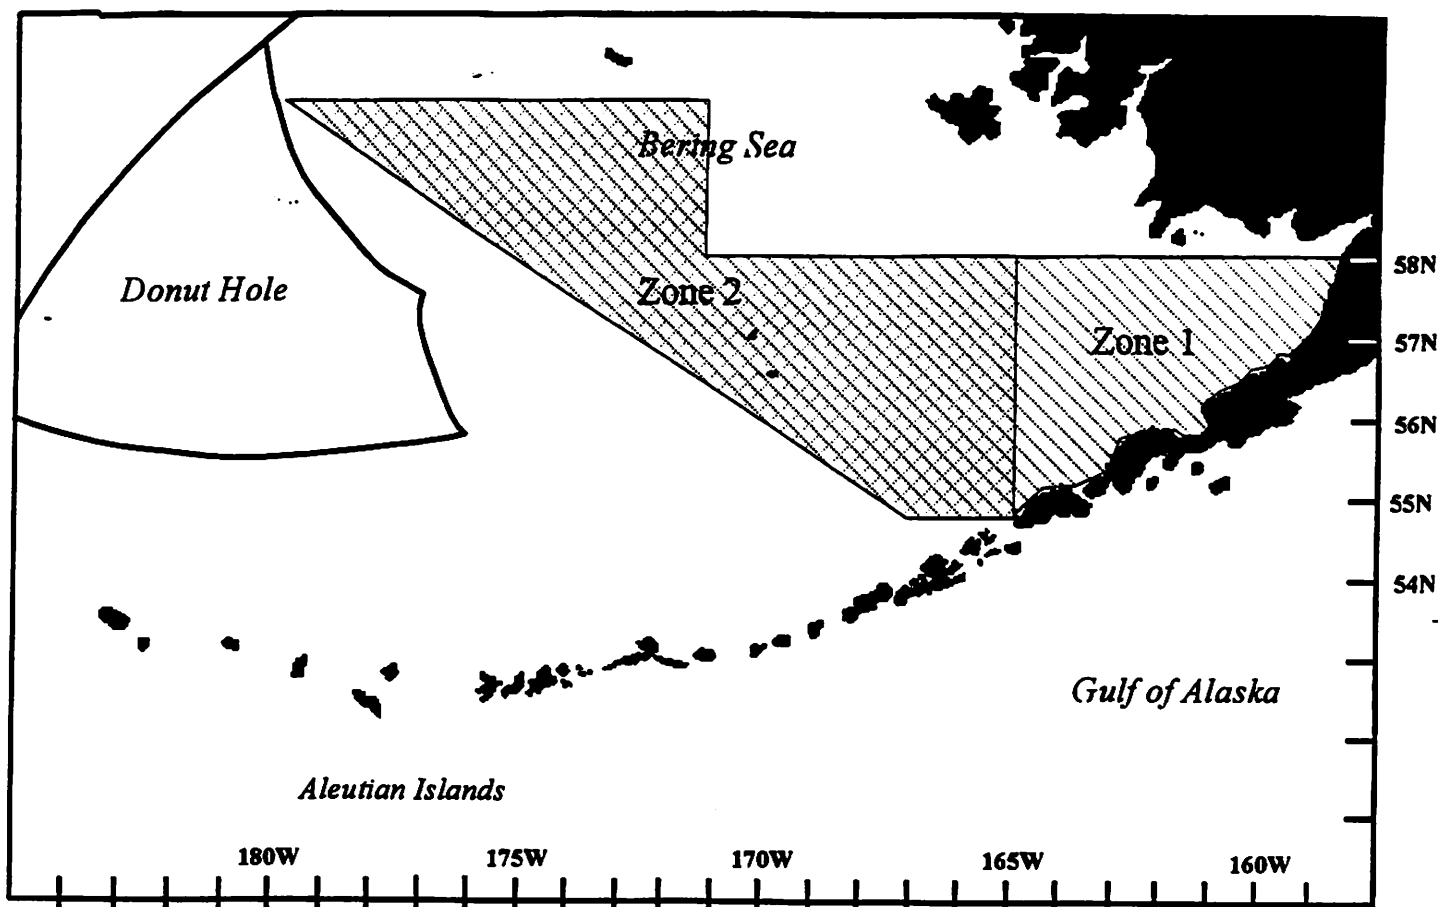 Bering Sea
Donut Hole
Zone 2
Zone 1
58N
57N
56N
55N
54N
Gulf of Alaska
Aleutian Islands
180W
175W
170W
165W
160W